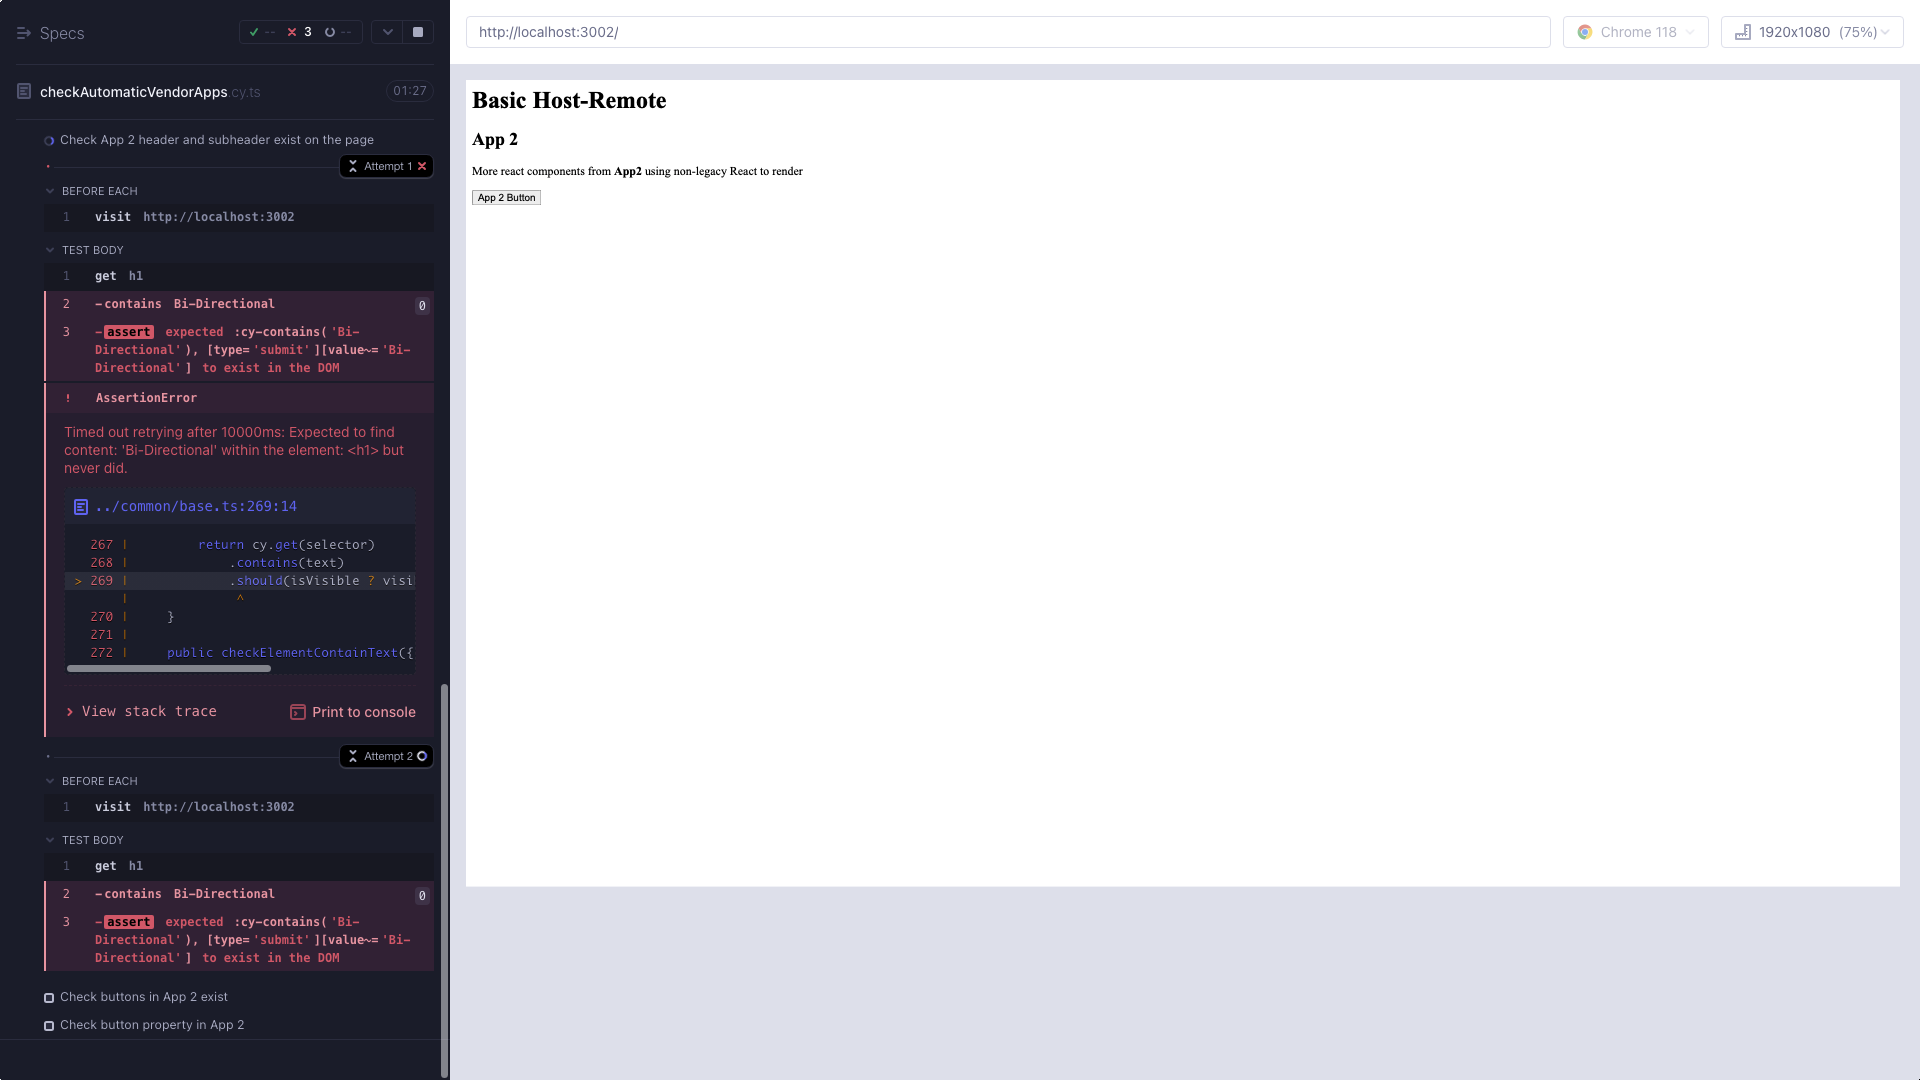 Specs
-- 3 --
checkAutomaticVendorApps.cy.ts 01:27
Check App 2 header and subheader exist on the page
Attempt 1
BEFORE EACH
1 visit http://localhost:3002
TEST BODY
1 get h1
2 -contains Bi-Directional 0
3 -assert expected :cy-contains('Bi-
Directional'), [type='submit'][value~='Bi-
Directional'] to exist in the DOM
! AssertionError
Timed out retrying after 10000ms: Expected to find
content: 'Bi-Directional' within the element: <h1> but
never did.
../common/base.ts:269:14
267 | return cy.get(selector)
268 | .contains(text)
> 269 | .should(isVisible ? visi
| ^
270 | }
271 |
272 | public checkElementContainText({
View stack trace
Print to console
Attempt 2
BEFORE EACH
1 visit http://localhost:3002
TEST BODY
1 get h1
2 -contains Bi-Directional 0
3 -assert expected :cy-contains('Bi-
Directional'), [type='submit'][value~='Bi-
Directional'] to exist in the DOM
Check buttons in App 2 exist
Check button property in App 2
http://localhost:3002/
Chrome 118
1920x1080 (75%)
Basic Host-Remote
App 2
More react components from App2 using non-legacy React to render
App 2 Button